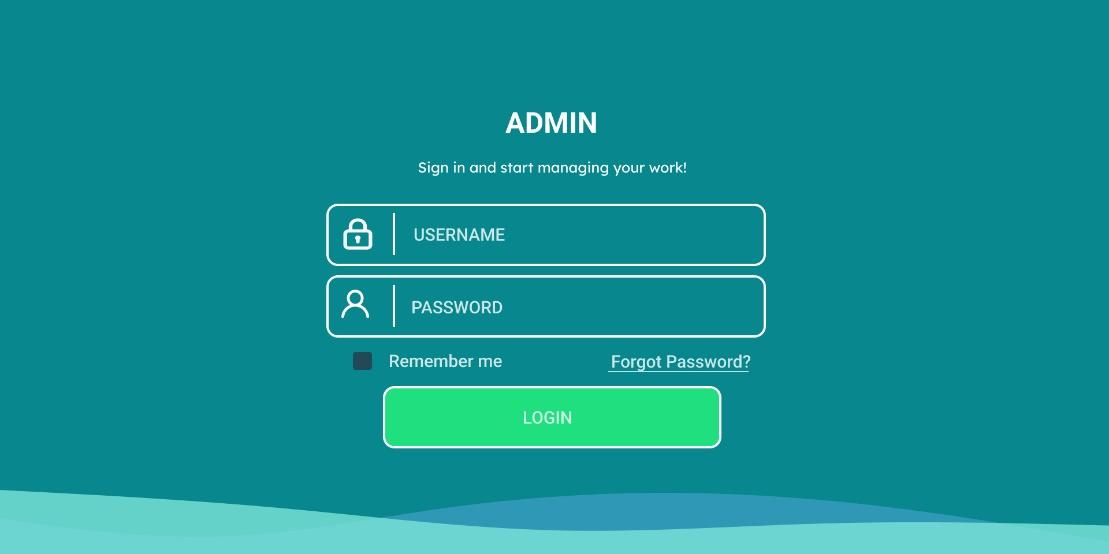 ADMIN
Sign in and start managing your work!
USERNAME
PASSWORD
Remember me Forgot Password?
LOGIN